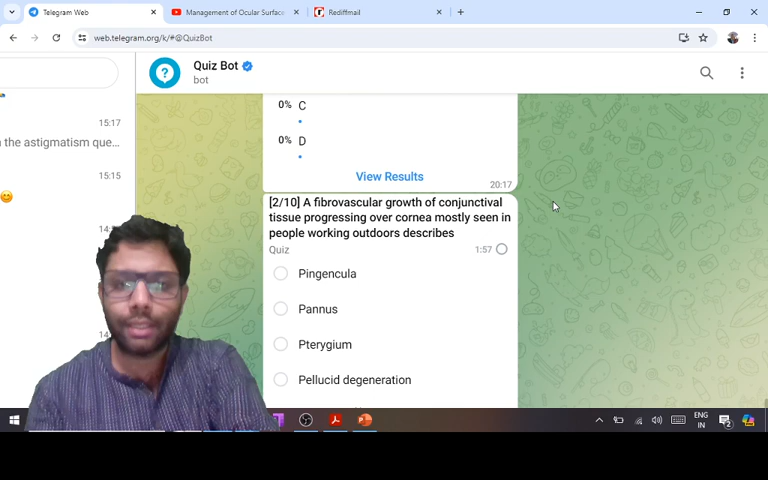 Telegram Web
Management of Ocular Surface
Rediffmail
web.telegram.org/k/#@QuizBot
Quiz Bot
bot
15:17
n the astigmatism que...
15:15
0% C
0% D
View Results
20:17
[2/10] A fibrovascular growth of conjunctival
tissue progressing over cornea mostly seen in
people working outdoors describes
Quiz
1:57
Pingencula
Pannus
Pterygium
Pellucid degeneration
ENG
IN
2